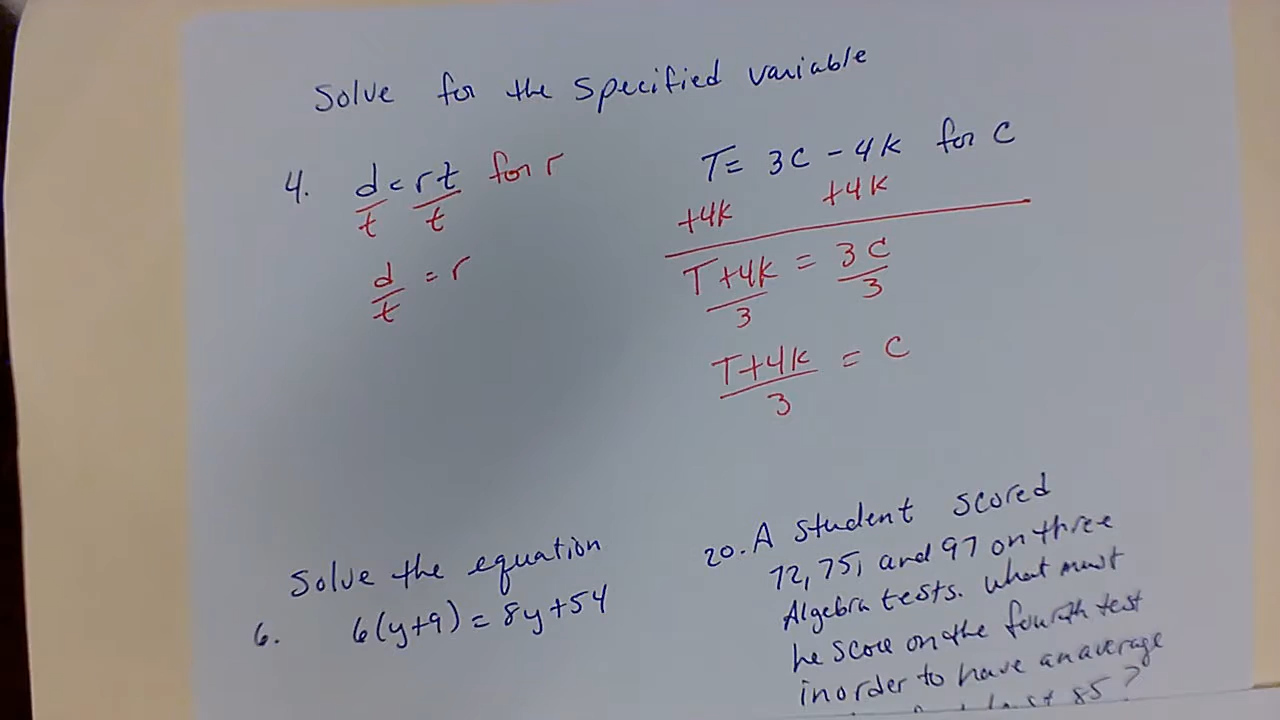 Solve for the specified variable
4. d = rt for r
t t
d/t = r
T = 3C - 4k for C
+4k +4k
T+4k = 3C
3 3
T+4k = C
3
Solve the equation
6. 6(y+9) = 8y+54
20. A student scored
72, 75, and 97 on three
Algebra tests. What must
he score on the fourth test
in order to have an average
85?